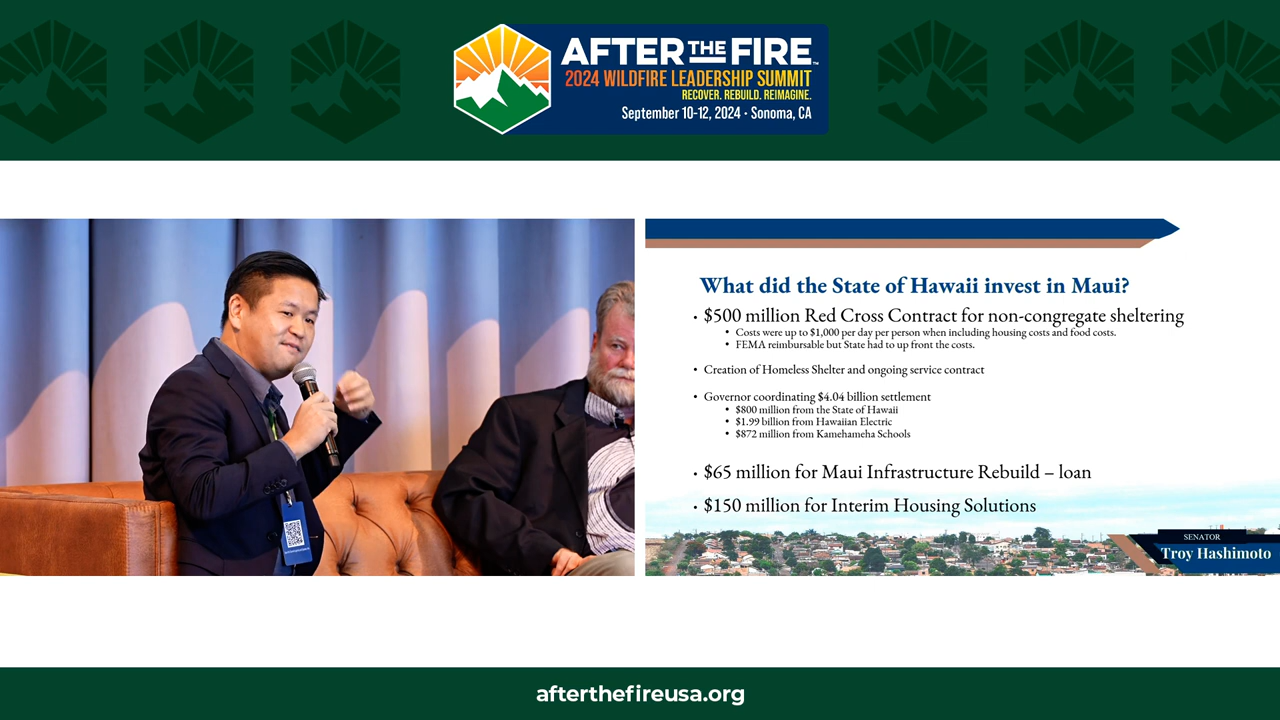 AFTER THE FIRE™
2024 WILDFIRE LEADERSHIP SUMMIT
RECOVER. REBUILD. REIMAGINE.
September 10-12, 2024 · Sonoma, CA
What did the State of Hawaii invest in Maui?
• $500 million Red Cross Contract for non-congregate sheltering
• Costs were up to $1,000 per day per person when including housing costs and food costs.
• FEMA reimbursable but State had to up front the costs.
• Creation of Homeless Shelter and ongoing service contract
• Governor coordinating $4.04 billion settlement
• $800 million from the State of Hawaii
• $1.99 billion from Hawaiian Electric
• $872 million from Kamehameha Schools
• $65 million for Maui Infrastructure Rebuild – loan
• $150 million for Interim Housing Solutions
SENATOR
Troy Hashimoto
afterthefireusa.org